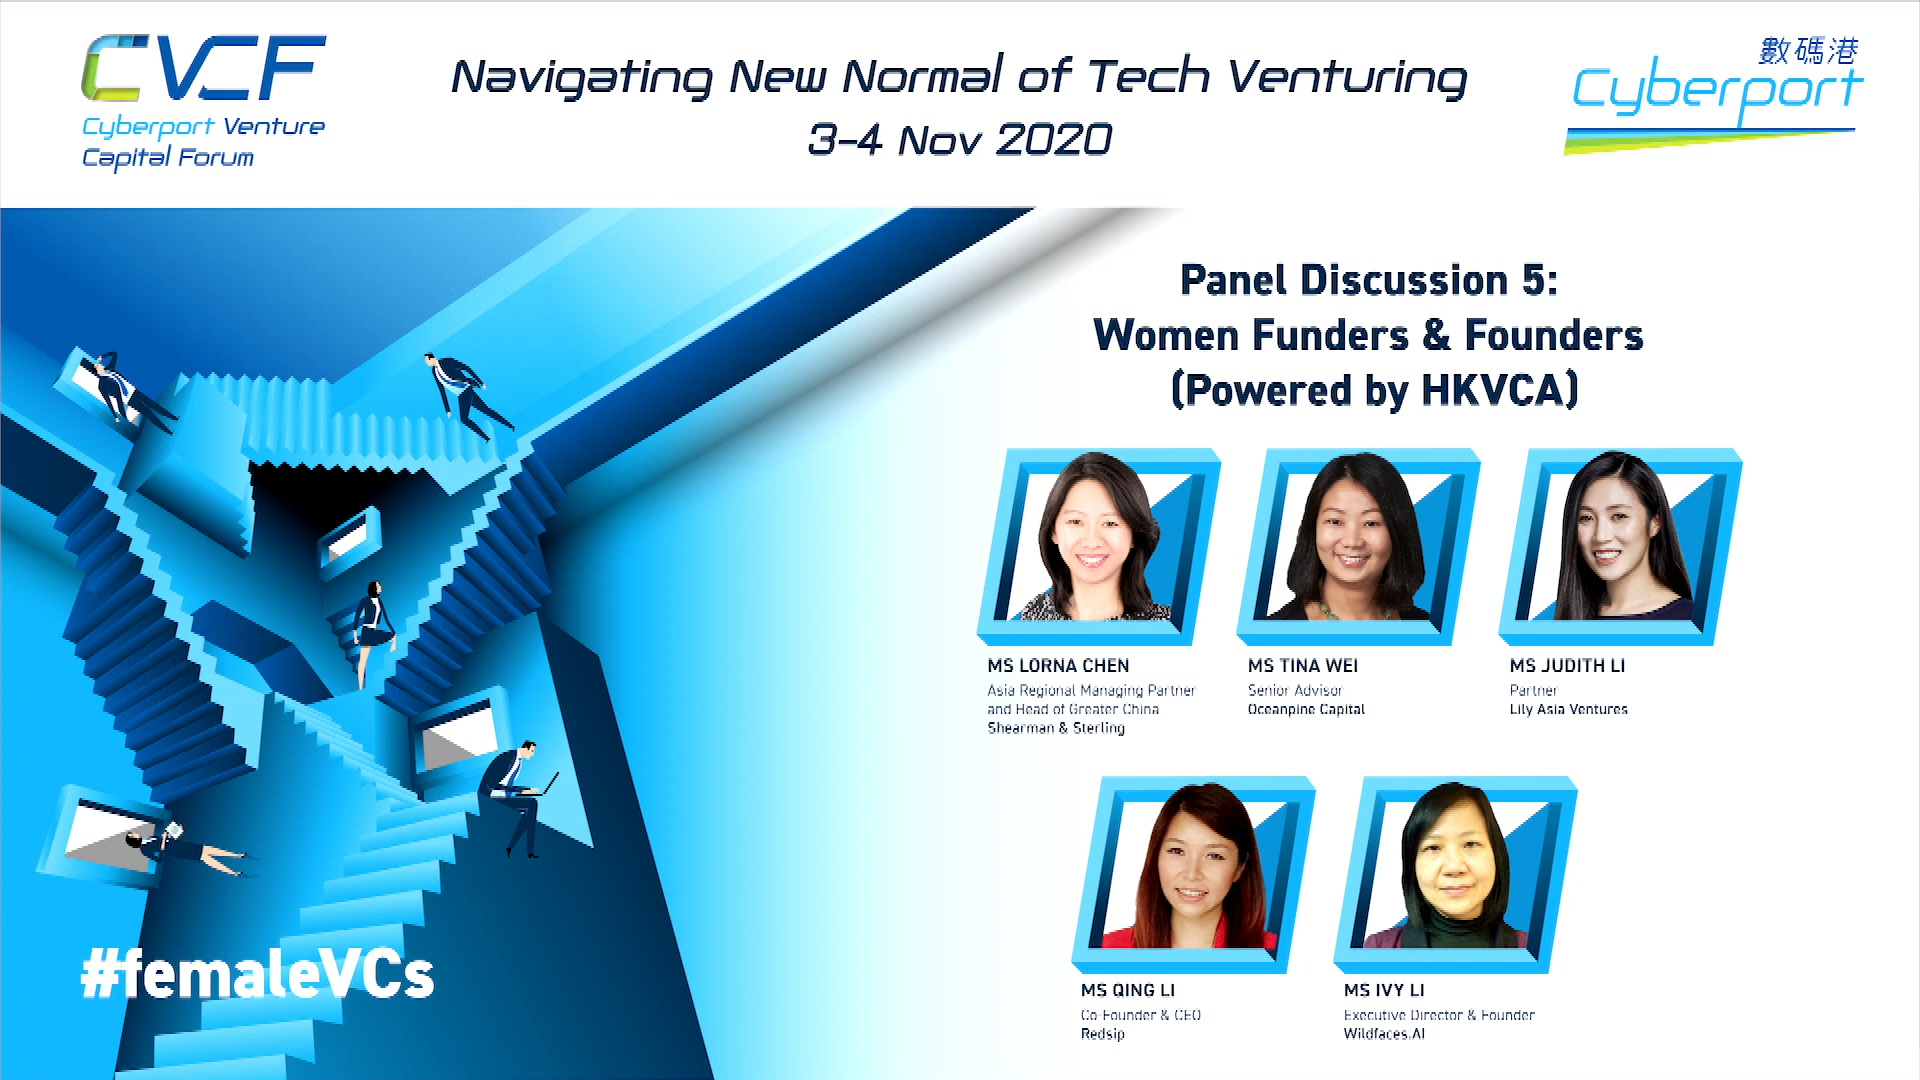 CVCF
Cyberport Venture
Capital Forum
Navigating New Normal of Tech Venturing
3-4 Nov 2020
數碼港
Cyberport
Panel Discussion 5:
Women Funders & Founders
(Powered by HKVCA)
MS LORNA CHEN
Asia Regional Managing Partner
and Head of Greater China
Shearman & Sterling
MS TINA WEI
Senior Advisor
Oceanpine Capital
MS JUDITH LI
Partner
Lily Asia Ventures
MS QING LI
Co-Founder & CEO
Redsip
MS IVY LI
Executive Director & Founder
Wildfaces.AI
#femaleVCs